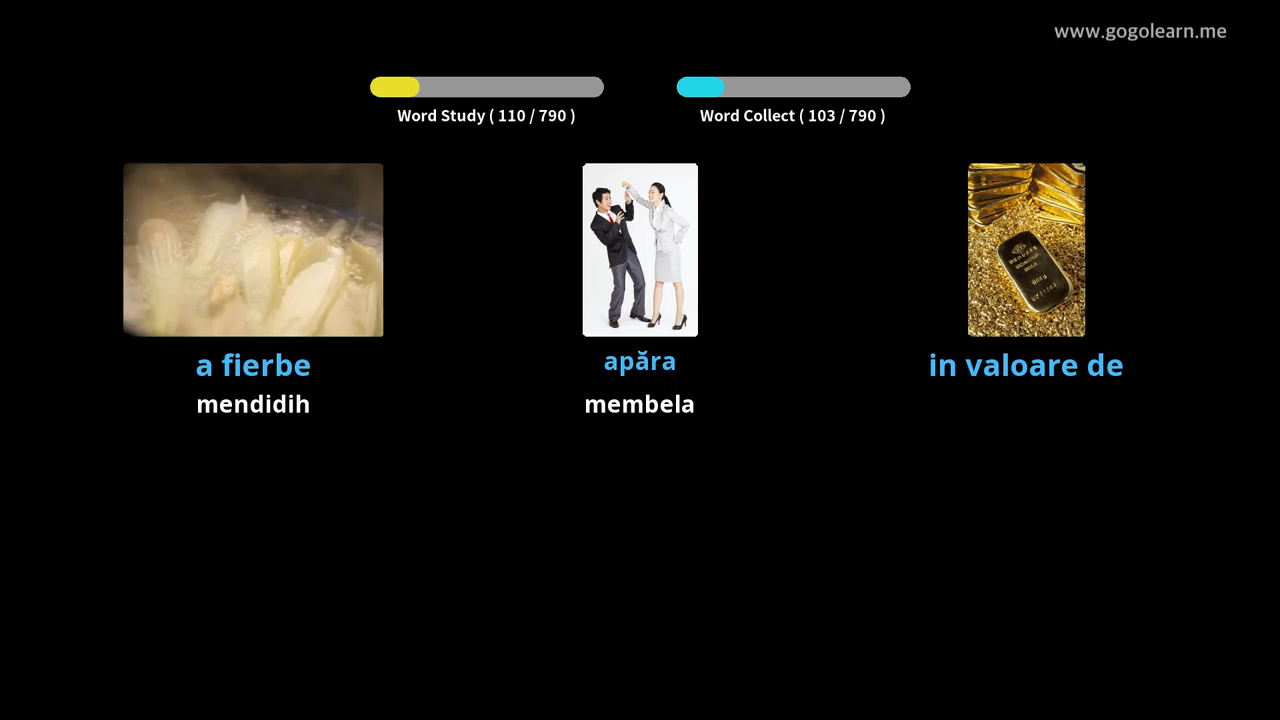 www.gogolearn.me
Word Study ( 110 / 790 )
Word Collect ( 103 / 790 )
a fierbe
mendidih
apăra
membela
in valoare de